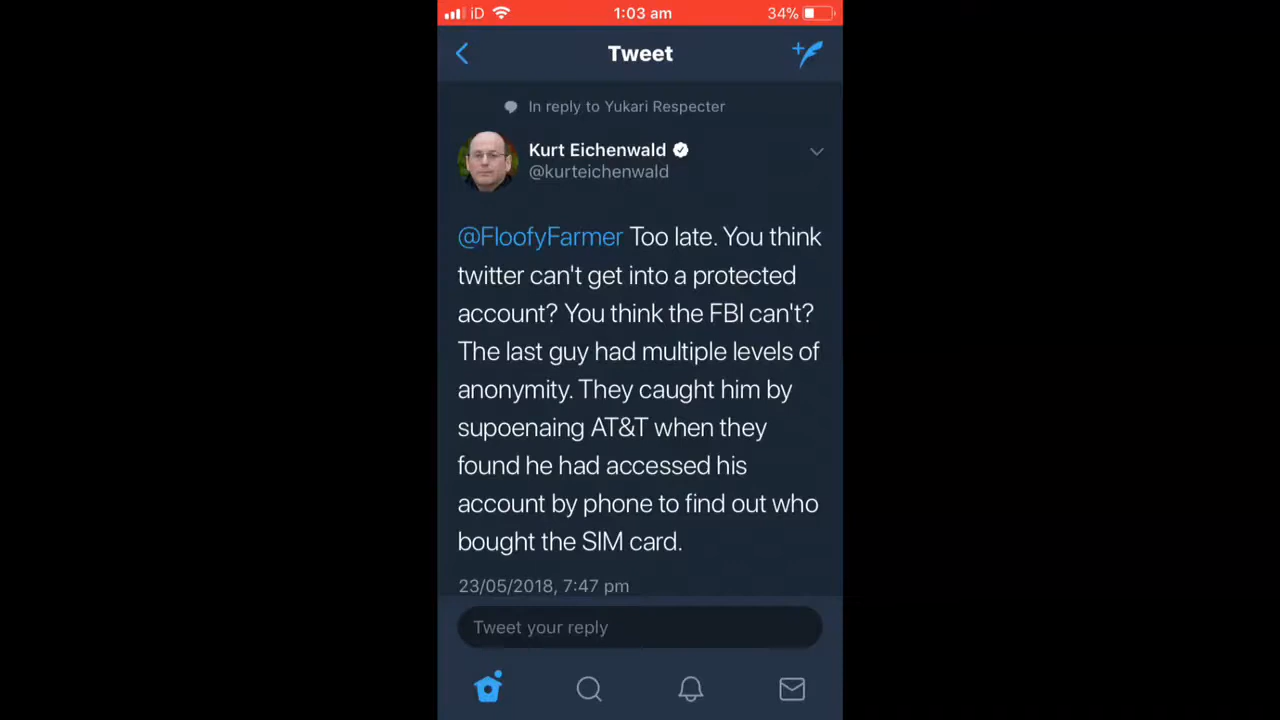 iD 1:03 am 34%
Tweet
In reply to Yukari Respecter
Kurt Eichenwald
@kurteichenwald
@FloofyFarmer Too late. You think
twitter can't get into a protected
account? You think the FBI can't?
The last guy had multiple levels of
anonymity. They caught him by
supoenaing AT&T when they
found he had accessed his
account by phone to find out who
bought the SIM card.
23/05/2018, 7:47 pm
Tweet your reply